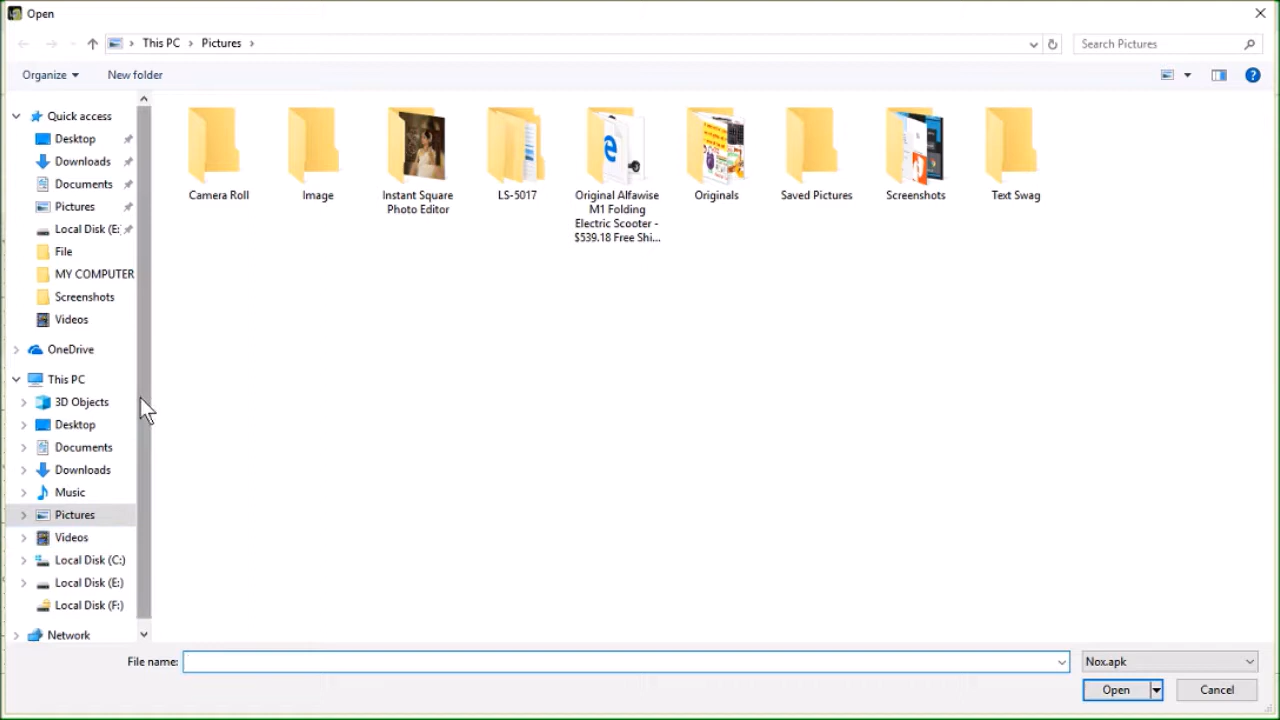 Open
This PC
Pictures
Search Pictures
Organize
New folder
Quick access
Desktop
Downloads
Documents
Pictures
Local Disk (E:
File
MY COMPUTER
Screenshots
Videos
OneDrive
This PC
3D Objects
Desktop
Documents
Downloads
Music
Pictures
Videos
Local Disk (C:)
Local Disk (E:)
Local Disk (F:)
Network
Camera Roll
Image
Instant Square
Photo Editor
LS-5017
Original Alfawise
M1 Folding
Electric Scooter -
$539.18 Free Shi...
Originals
Saved Pictures
Screenshots
Text Swag
File name:
Nox.apk
Open
Cancel